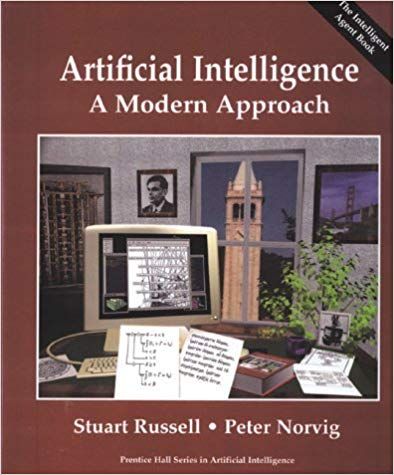 The Intelligent
Agent Book
Artificial Intelligence
A Modern Approach
Stuart Russell • Peter Norvig
Prentice Hall Series in Artificial Intelligence